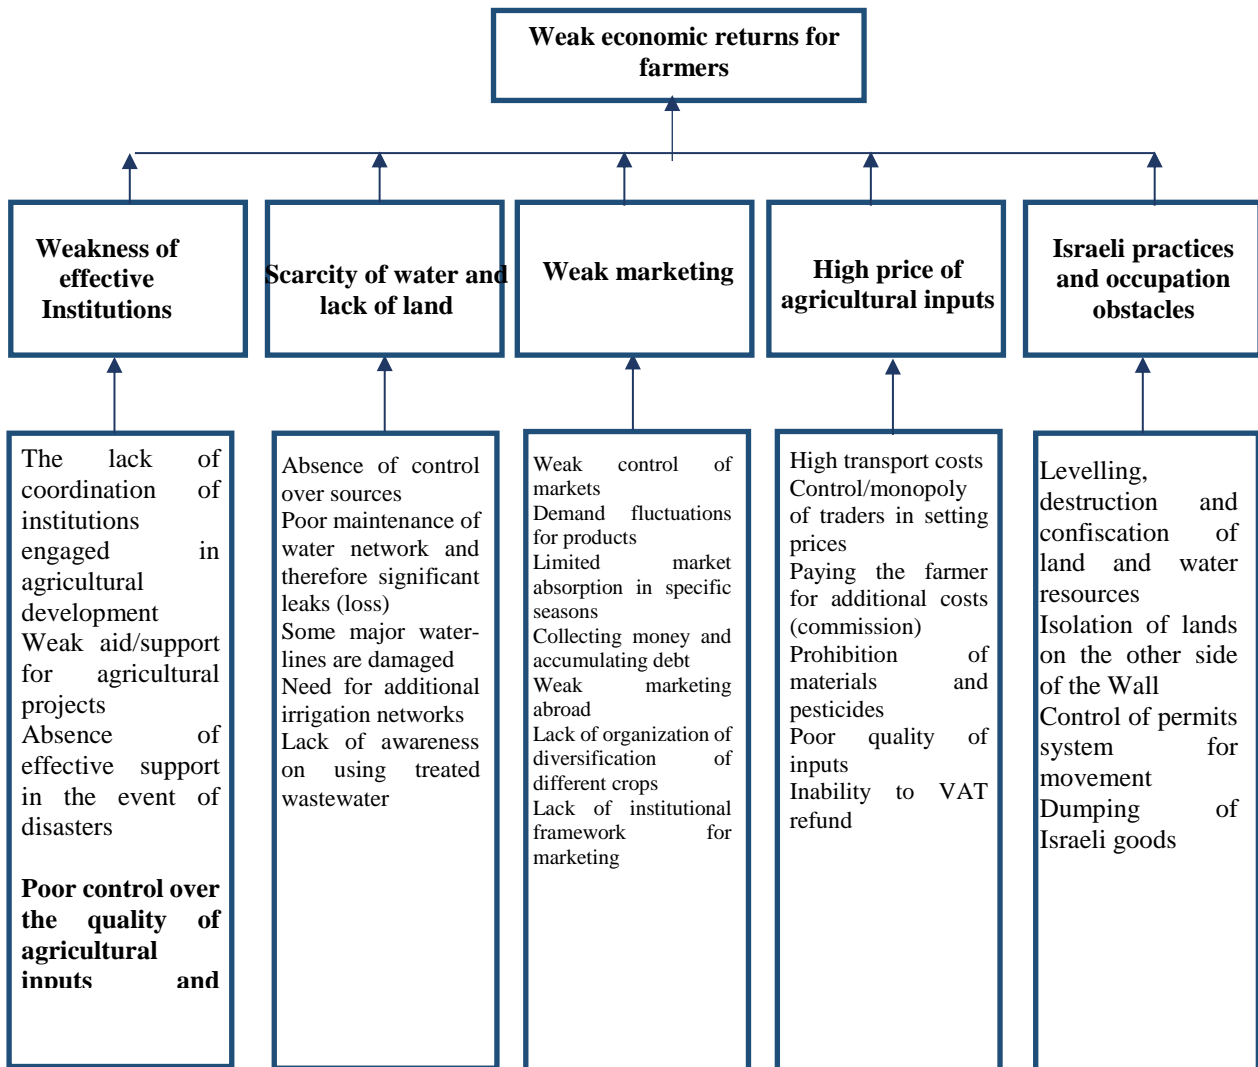 Weak economic returns for
farmers
Weakness of
effective
Institutions
Scarcity of water and
lack of land
Weak marketing
High price of
agricultural inputs
Israeli practices
and occupation
obstacles
The lack of
coordination of
institutions
engaged in
agricultural
development
Weak aid/support
for agricultural
projects
Absence of
effective support
in the event of
disasters
Poor control over
the quality of
agricultural
inputs and
Absence of control
over sources
Poor maintenance of
water network and
therefore significant
leaks (loss)
Some major water-
lines are damaged
Need for additional
irrigation networks
Lack of awareness
on using treated
wastewater
Weak control of
markets
Demand fluctuations
for products
Limited market
absorption in specific
seasons
Collecting money and
accumulating debt
Weak marketing
abroad
Lack of organization of
diversification of
different crops
Lack of institutional
framework for
marketing
High transport costs
Control/monopoly
of traders in setting
prices
Paying the farmer
for additional costs
(commission)
Prohibition of
materials and
pesticides
Poor quality of
inputs
Inability to VAT
refund
Levelling,
destruction and
confiscation of
land and water
resources
Isolation of lands
on the other side
of the Wall
Control of permits
system for
movement
Dumping of
Israeli goods